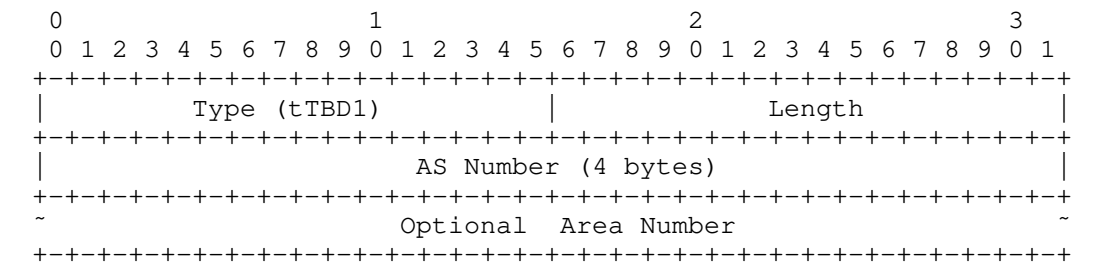 0                   1                   2                   3
 0 1 2 3 4 5 6 7 8 9 0 1 2 3 4 5 6 7 8 9 0 1 2 3 4 5 6 7 8 9 0 1
+-+-+-+-+-+-+-+-+-+-+-+-+-+-+-+-+-+-+-+-+-+-+-+-+-+-+-+-+-+-+-+-+
|         Type (tTBD1)          |             Length            |
+-+-+-+-+-+-+-+-+-+-+-+-+-+-+-+-+-+-+-+-+-+-+-+-+-+-+-+-+-+-+-+-+
|                       AS Number (4 bytes)                     |
+-+-+-+-+-+-+-+-+-+-+-+-+-+-+-+-+-+-+-+-+-+-+-+-+-+-+-+-+-+-+-+-+
~                      Optional  Area Number                    ~
+-+-+-+-+-+-+-+-+-+-+-+-+-+-+-+-+-+-+-+-+-+-+-+-+-+-+-+-+-+-+-+-+